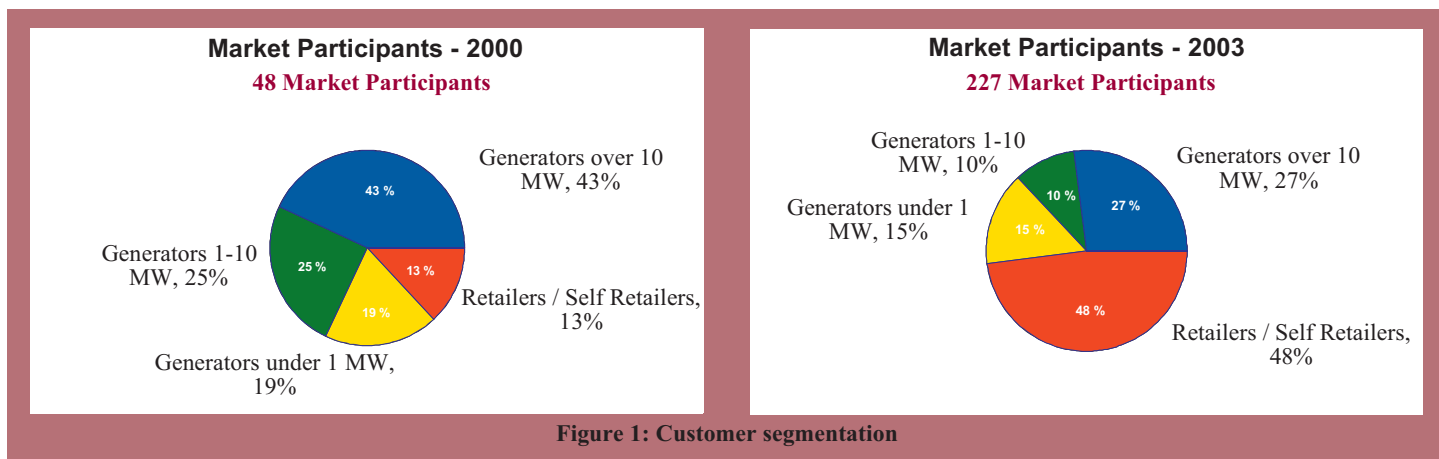 Market Participants - 2000
48 Market Participants
Generators over 10
MW, 43%
43 %
Generators 1-10
MW, 25%
25 %
13 %
Retailers / Self Retailers,
13%
19 %
Generators under 1 MW,
19%
Market Participants - 2003
227 Market Participants
Generators 1-10
MW, 10%
Generators over 10
MW, 27%
10 %
27 %
Generators under 1
MW, 15%
15 %
48 %
Retailers / Self Retailers,
48%
Figure 1: Customer segmentation